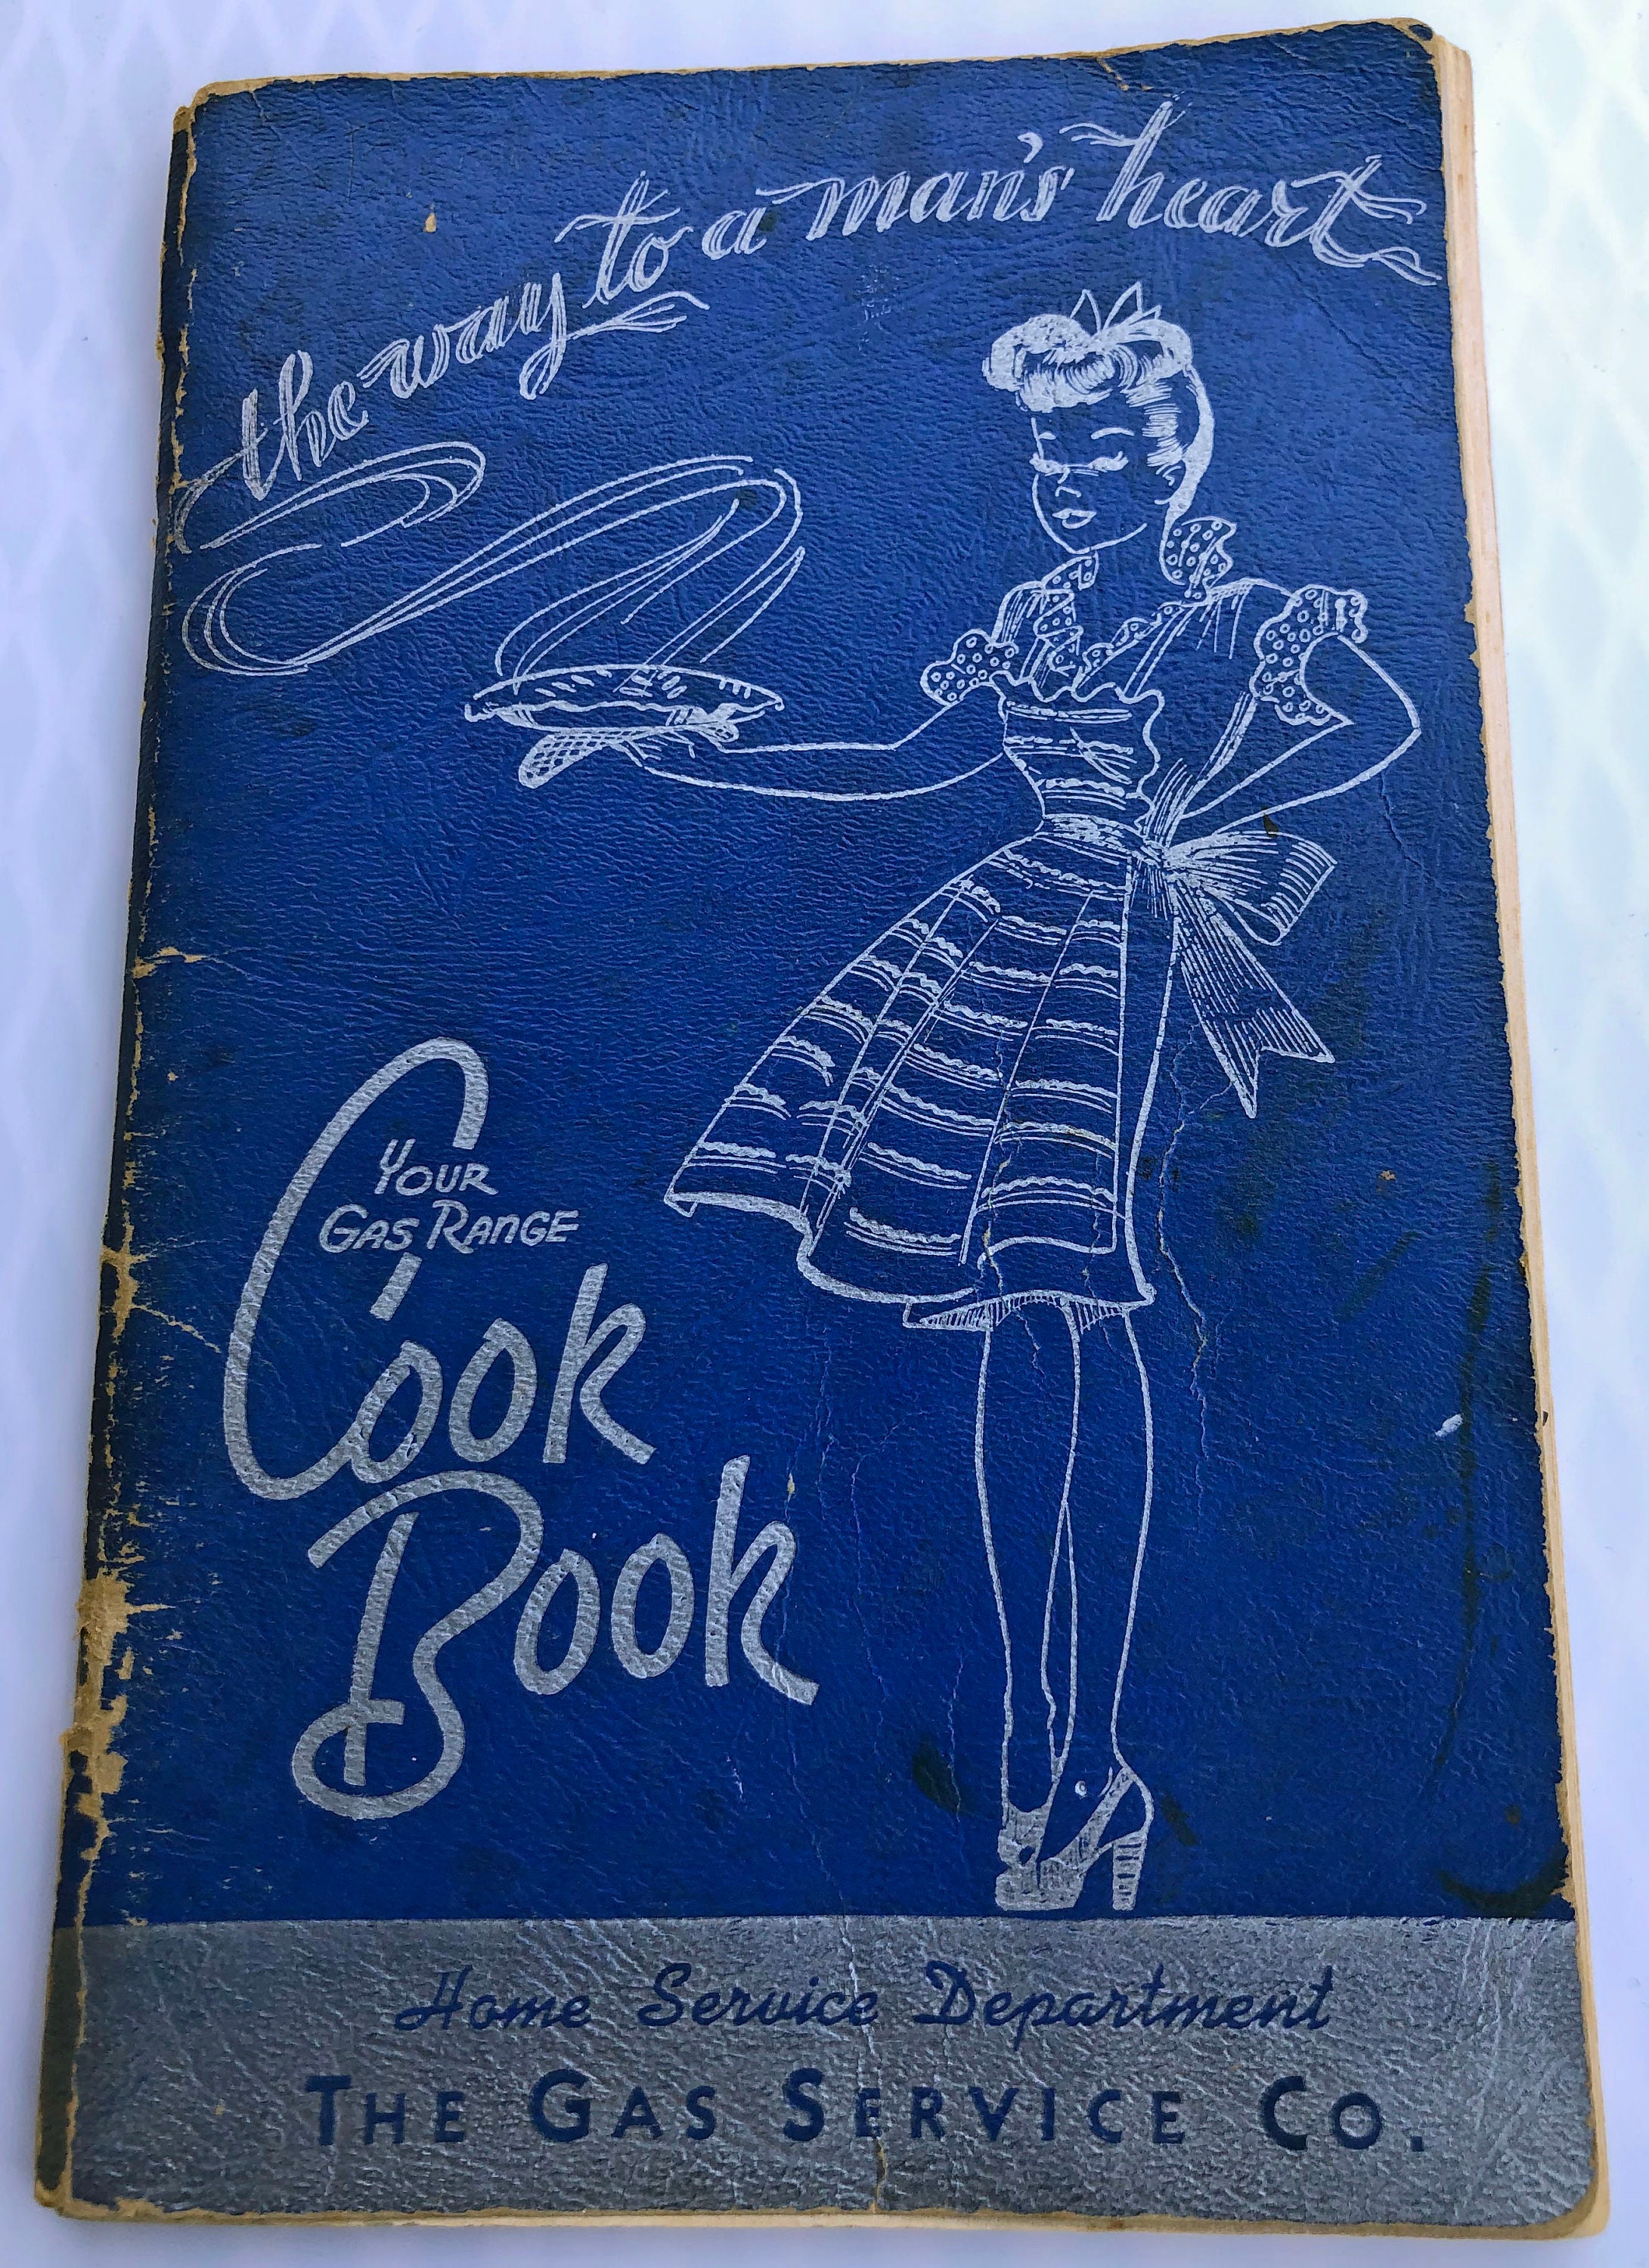 the way to a man's heart
YOUR
GAS RANGE
Cook
Book
Home Service Department
THE GAS SERVICE CO.